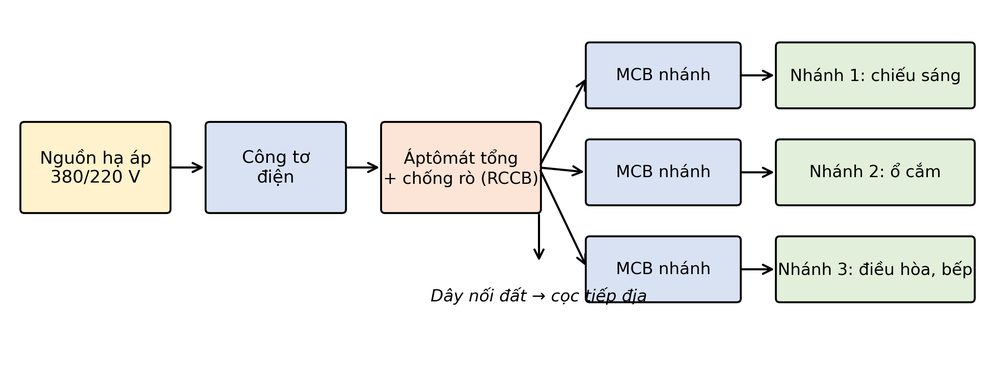 Nguồn hạ áp
380/220 V
Công tơ
điện
Áptômát tổng
+ chống rò (RCCB)
MCB nhánh
Nhánh 1: chiếu sáng
MCB nhánh
Nhánh 2: ổ cắm
MCB nhánh
Nhánh 3: điều hòa, bếp
Dây nối đất → cọc tiếp địa